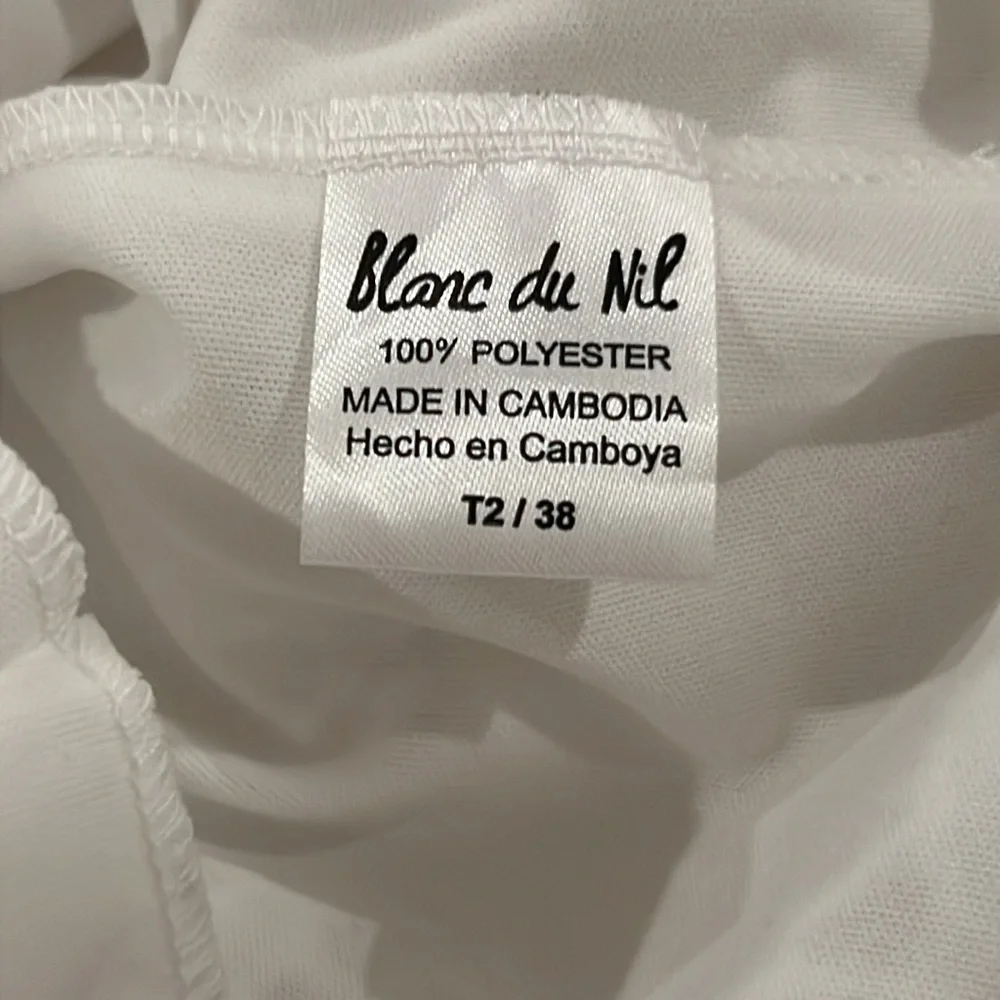 Blanc du Nil
100% POLYESTER
MADE IN CAMBODIA
Hecho en Camboya
T2 / 38